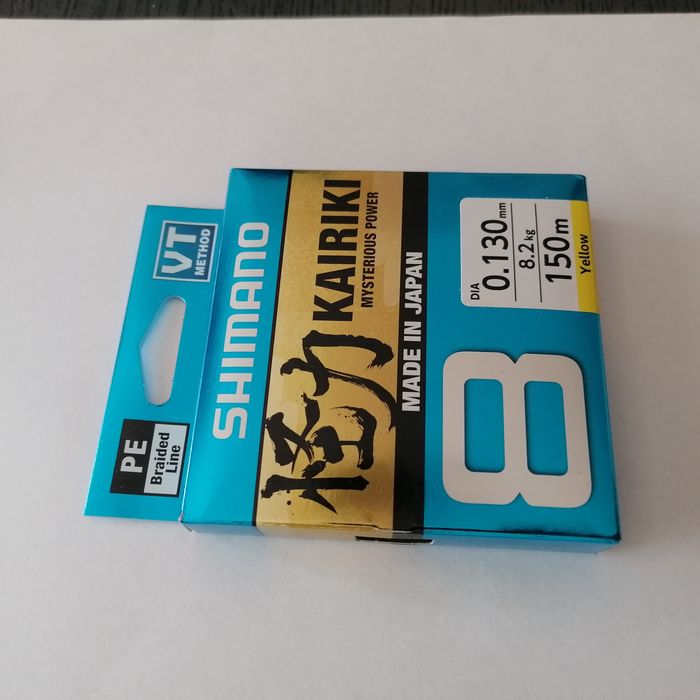 VT
METHOD
PE
Braided
Line
SHIMANO
怪力
KAIRIKI
MYSTERIOUS POWER
MADE IN JAPAN
8
DIA 0.130mm
8.2kg
150m
Yellow